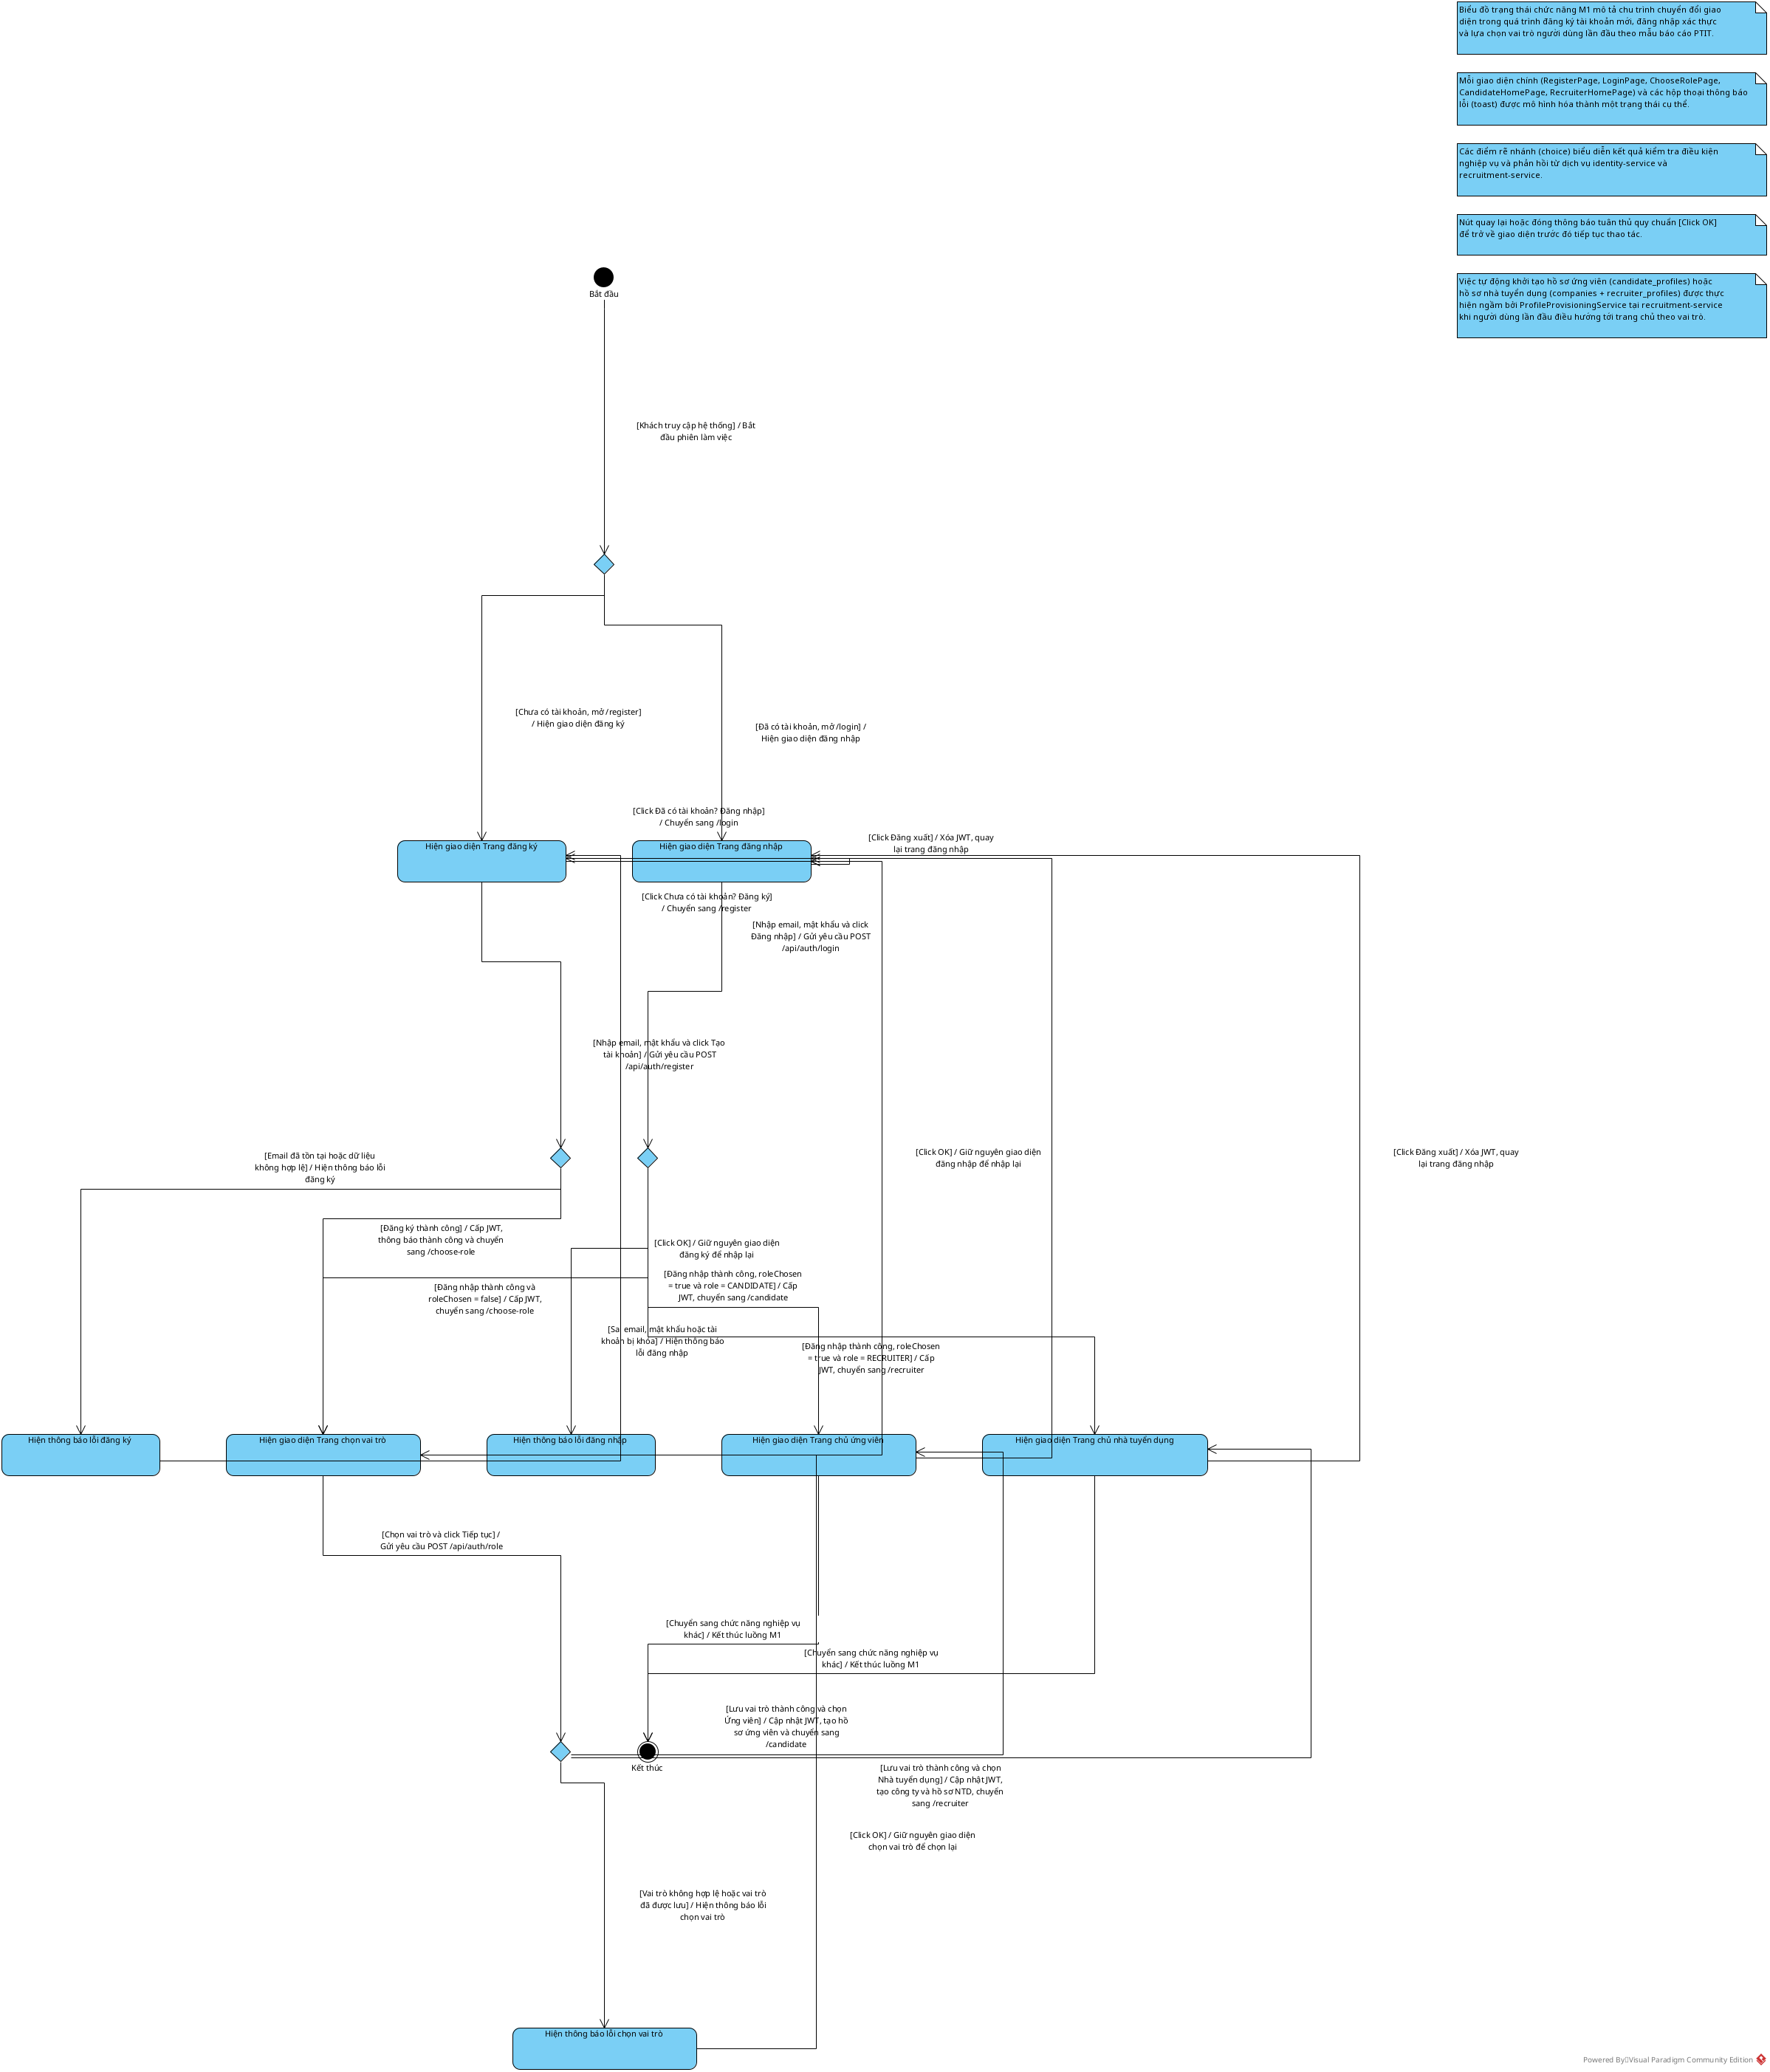 Biểu đồ trạng thái chức năng M1 mô tả chu trình chuyển đổi giao
diện trong quá trình đăng ký tài khoản mới, đăng nhập xác thực
và lựa chọn vai trò người dùng lần đầu theo mẫu báo cáo PTIT.
Mỗi giao diện chính (RegisterPage, LoginPage, ChooseRolePage,
CandidateHomePage, RecruiterHomePage) và các hộp thoại thông báo
lỗi (toast) được mô hình hóa thành một trạng thái cụ thể.
Các điểm rẽ nhánh (choice) biểu diễn kết quả kiểm tra điều kiện
nghiệp vụ và phản hồi từ dịch vụ identity-service và
recruitment-service.
Nút quay lại hoặc đóng thông báo tuân thủ quy chuẩn [Click OK]
để trở về giao diện trước đó tiếp tục thao tác.
Việc tự động khởi tạo hồ sơ ứng viên (candidate_profiles) hoặc
hồ sơ nhà tuyển dụng (companies + recruiter_profiles) được thực
hiện ngầm bởi ProfileProvisioningService tại recruitment-service
khi người dùng lần đầu điều hướng tới trang chủ theo vai trò.
Bắt đầu
[Khách truy cập hệ thống] / Bắt
đầu phiên làm việc
[Chưa có tài khoản, mở /register]
/ Hiện giao diện đăng ký
[Đã có tài khoản, mở /login] /
Hiện giao diện đăng nhập
[Click Đã có tài khoản? Đăng nhập]
/ Chuyển sang /login
[Click Đăng xuất] / Xóa JWT, quay
lại trang đăng nhập
Hiện giao diện Trang đăng ký
Hiện giao diện Trang đăng nhập
[Click Chưa có tài khoản? Đăng ký]
/ Chuyển sang /register
[Nhập email, mật khẩu và click
Đăng nhập] / Gửi yêu cầu POST
/api/auth/login
[Nhập email, mật khẩu và click Tạo
tài khoản] / Gửi yêu cầu POST
/api/auth/register
[Email đã tồn tại hoặc dữ liệu
không hợp lệ] / Hiện thông báo lỗi
đăng ký
[Click OK] / Giữ nguyên giao diện
đăng nhập để nhập lại
[Click Đăng xuất] / Xóa JWT, quay
lại trang đăng nhập
[Đăng ký thành công] / Cấp JWT,
thông báo thành công và chuyển
sang /choose-role
[Click OK] / Giữ nguyên giao diện
đăng ký để nhập lại
[Đăng nhập thành công, roleChosen
= true và role = CANDIDATE] / Cấp
JWT, chuyển sang /candidate
[Đăng nhập thành công và
roleChosen = false] / Cấp JWT,
chuyển sang /choose-role
[Sai email, mật khẩu hoặc tài
khoản bị khóa] / Hiện thông báo
lỗi đăng nhập
[Đăng nhập thành công, roleChosen
= true và role = RECRUITER] / Cấp
JWT, chuyển sang /recruiter
Hiện thông báo lỗi đăng ký
Hiện giao diện Trang chọn vai trò
Hiện thông báo lỗi đăng nhập
Hiện giao diện Trang chủ ứng viên
Hiện giao diện Trang chủ nhà tuyển dụng
[Chọn vai trò và click Tiếp tục] /
Gửi yêu cầu POST /api/auth/role
[Chuyển sang chức năng nghiệp vụ
khác] / Kết thúc luồng M1
[Chuyển sang chức năng nghiệp vụ
khác] / Kết thúc luồng M1
[Lưu vai trò thành công và chọn
Ứng viên] / Cập nhật JWT, tạo hồ
sơ ứng viên và chuyển sang
/candidate
Kết thúc
[Lưu vai trò thành công và chọn
Nhà tuyển dụng] / Cập nhật JWT,
tạo công ty và hồ sơ NTD, chuyển
sang /recruiter
[Click OK] / Giữ nguyên giao diện
chọn vai trò để chọn lại
[Vai trò không hợp lệ hoặc vai trò
đã được lưu] / Hiện thông báo lỗi
chọn vai trò
Hiện thông báo lỗi chọn vai trò
Powered By Visual Paradigm Community Edition